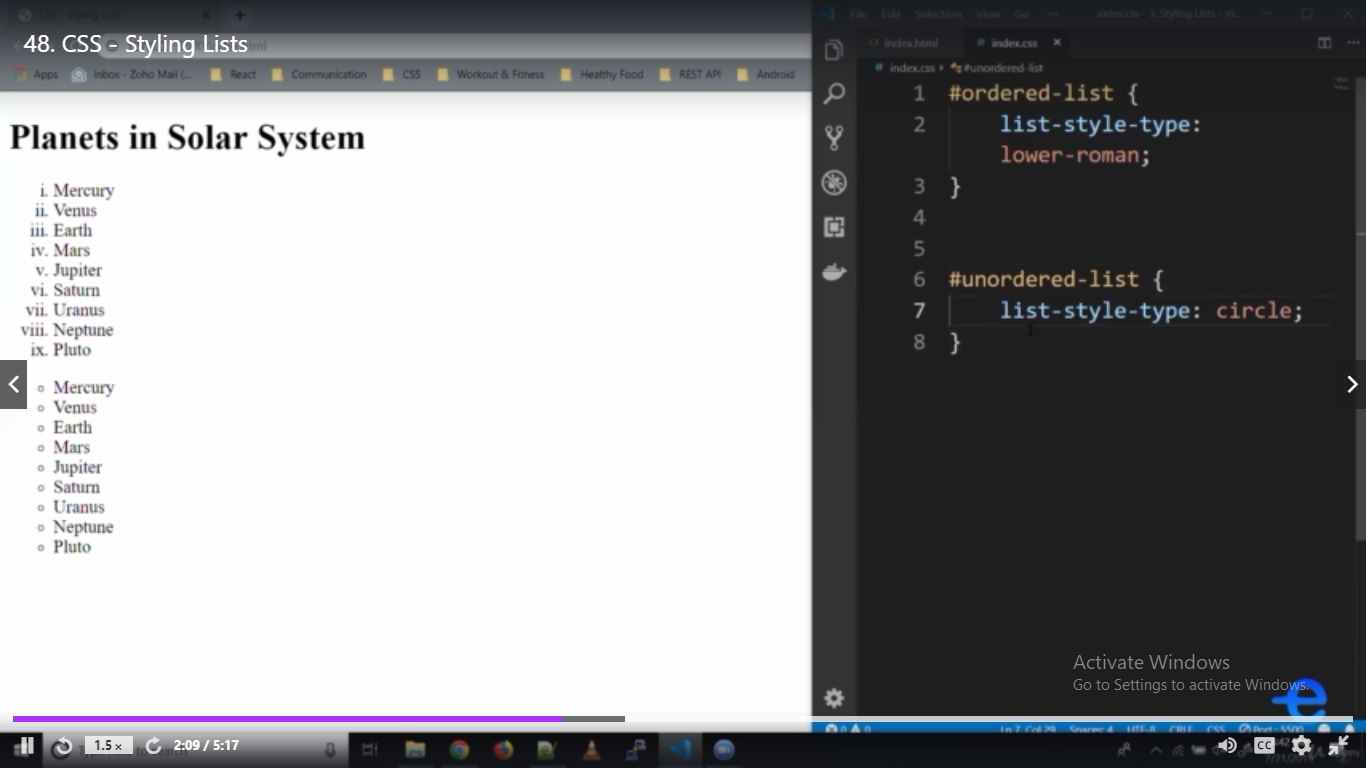 48. CSS - Styling Lists
File Edit Selection View Go ··· index.css - 5. Styling Lists - Vi...
Apps Inbox - Zoho Mail (... React Communication CSS Workout & Fitness Healthy Food REST API Android
Planets in Solar System
i. Mercury
ii. Venus
iii. Earth
iv. Mars
v. Jupiter
vi. Saturn
vii. Uranus
viii. Neptune
ix. Pluto
Mercury
Venus
Earth
Mars
Jupiter
Saturn
Uranus
Neptune
Pluto
index.html index.css
index.css > #unordered-list
1 #ordered-list {
2 list-style-type:
lower-roman;
3 }
4
5
6 #unordered-list {
7 list-style-type: circle;
8 }
Activate Windows
Go to Settings to activate Windows.
e
0 0 Ln 7, Col 29 Spaces: 4 UTF-8 CRLF CSS Port : 5500
1.5 x 2:09 / 5:17
CC